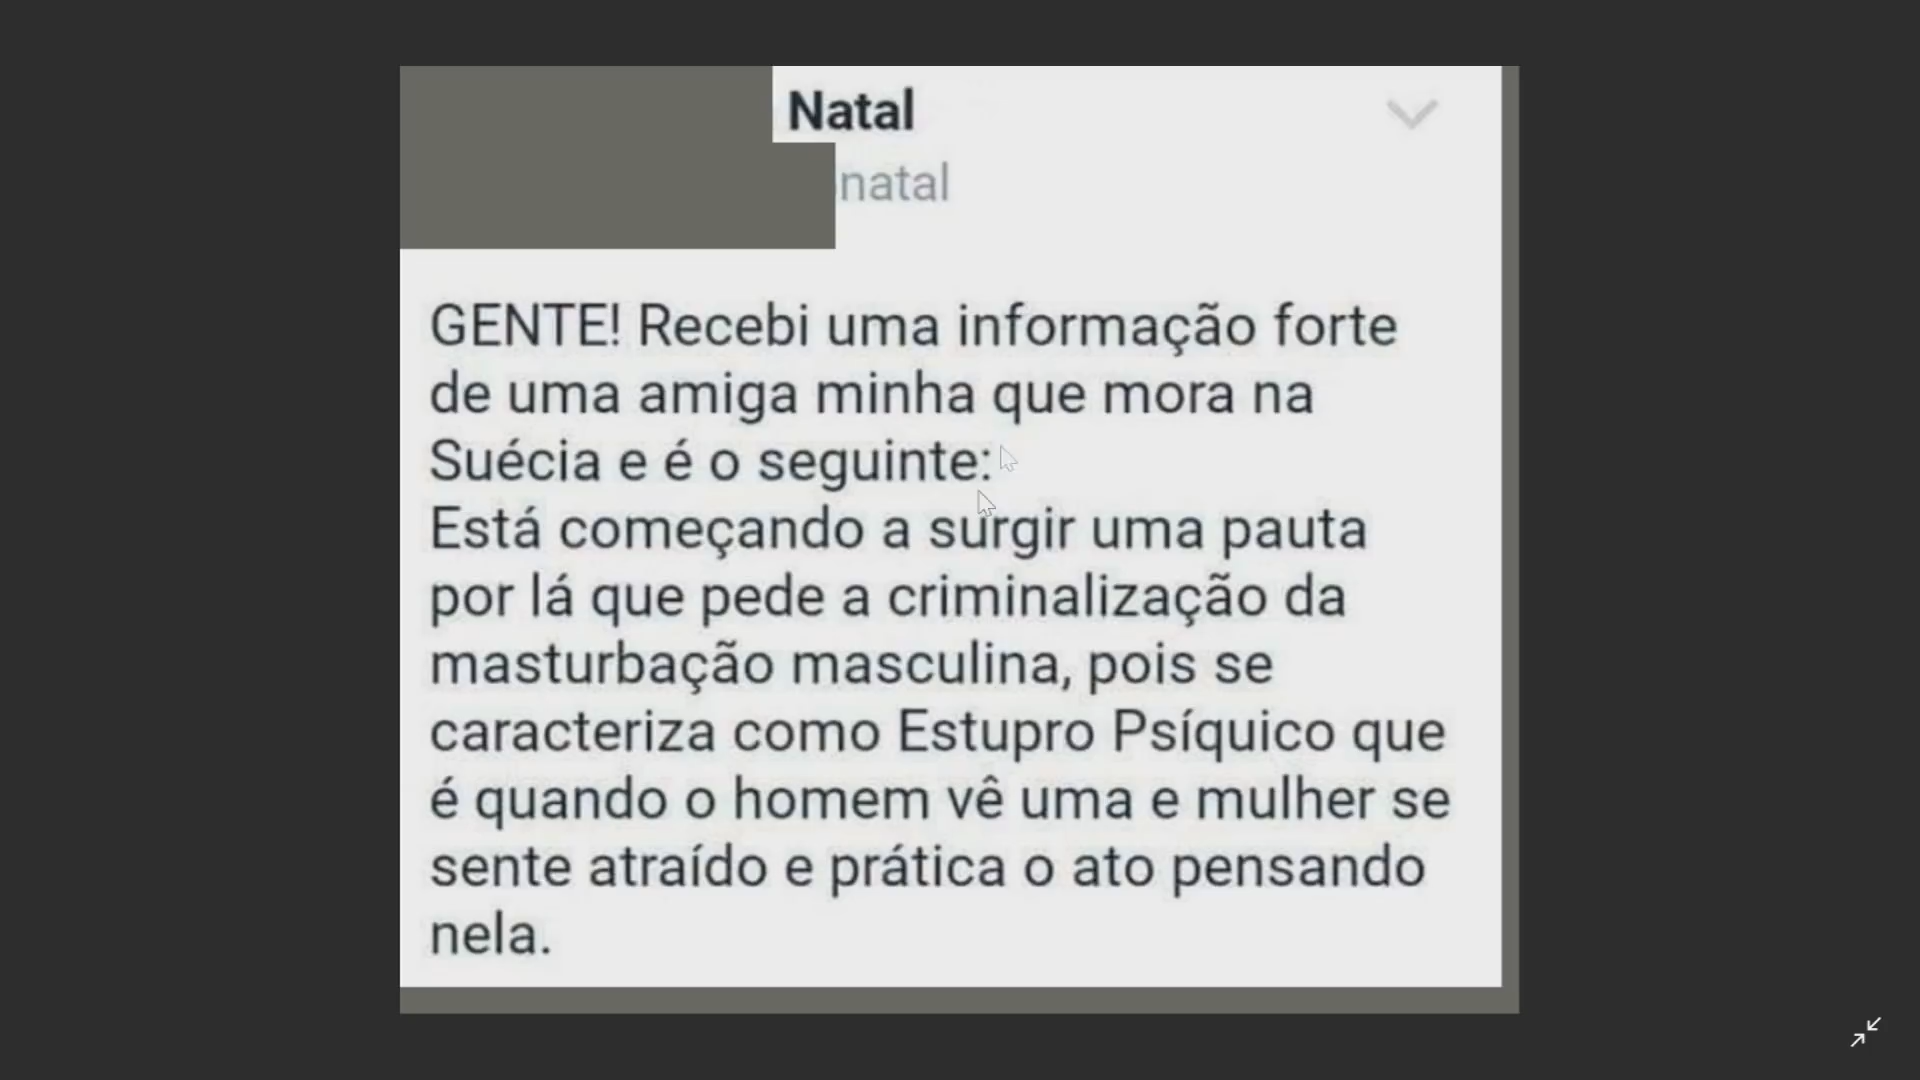 Natal
natal
GENTE! Recebi uma informação forte
de uma amiga minha que mora na
Suécia e é o seguinte:
Está começando a surgir uma pauta
por lá que pede a criminalização da
masturbação masculina, pois se
caracteriza como Estupro Psíquico que
é quando o homem vê uma e mulher se
sente atraído e prática o ato pensando
nela.